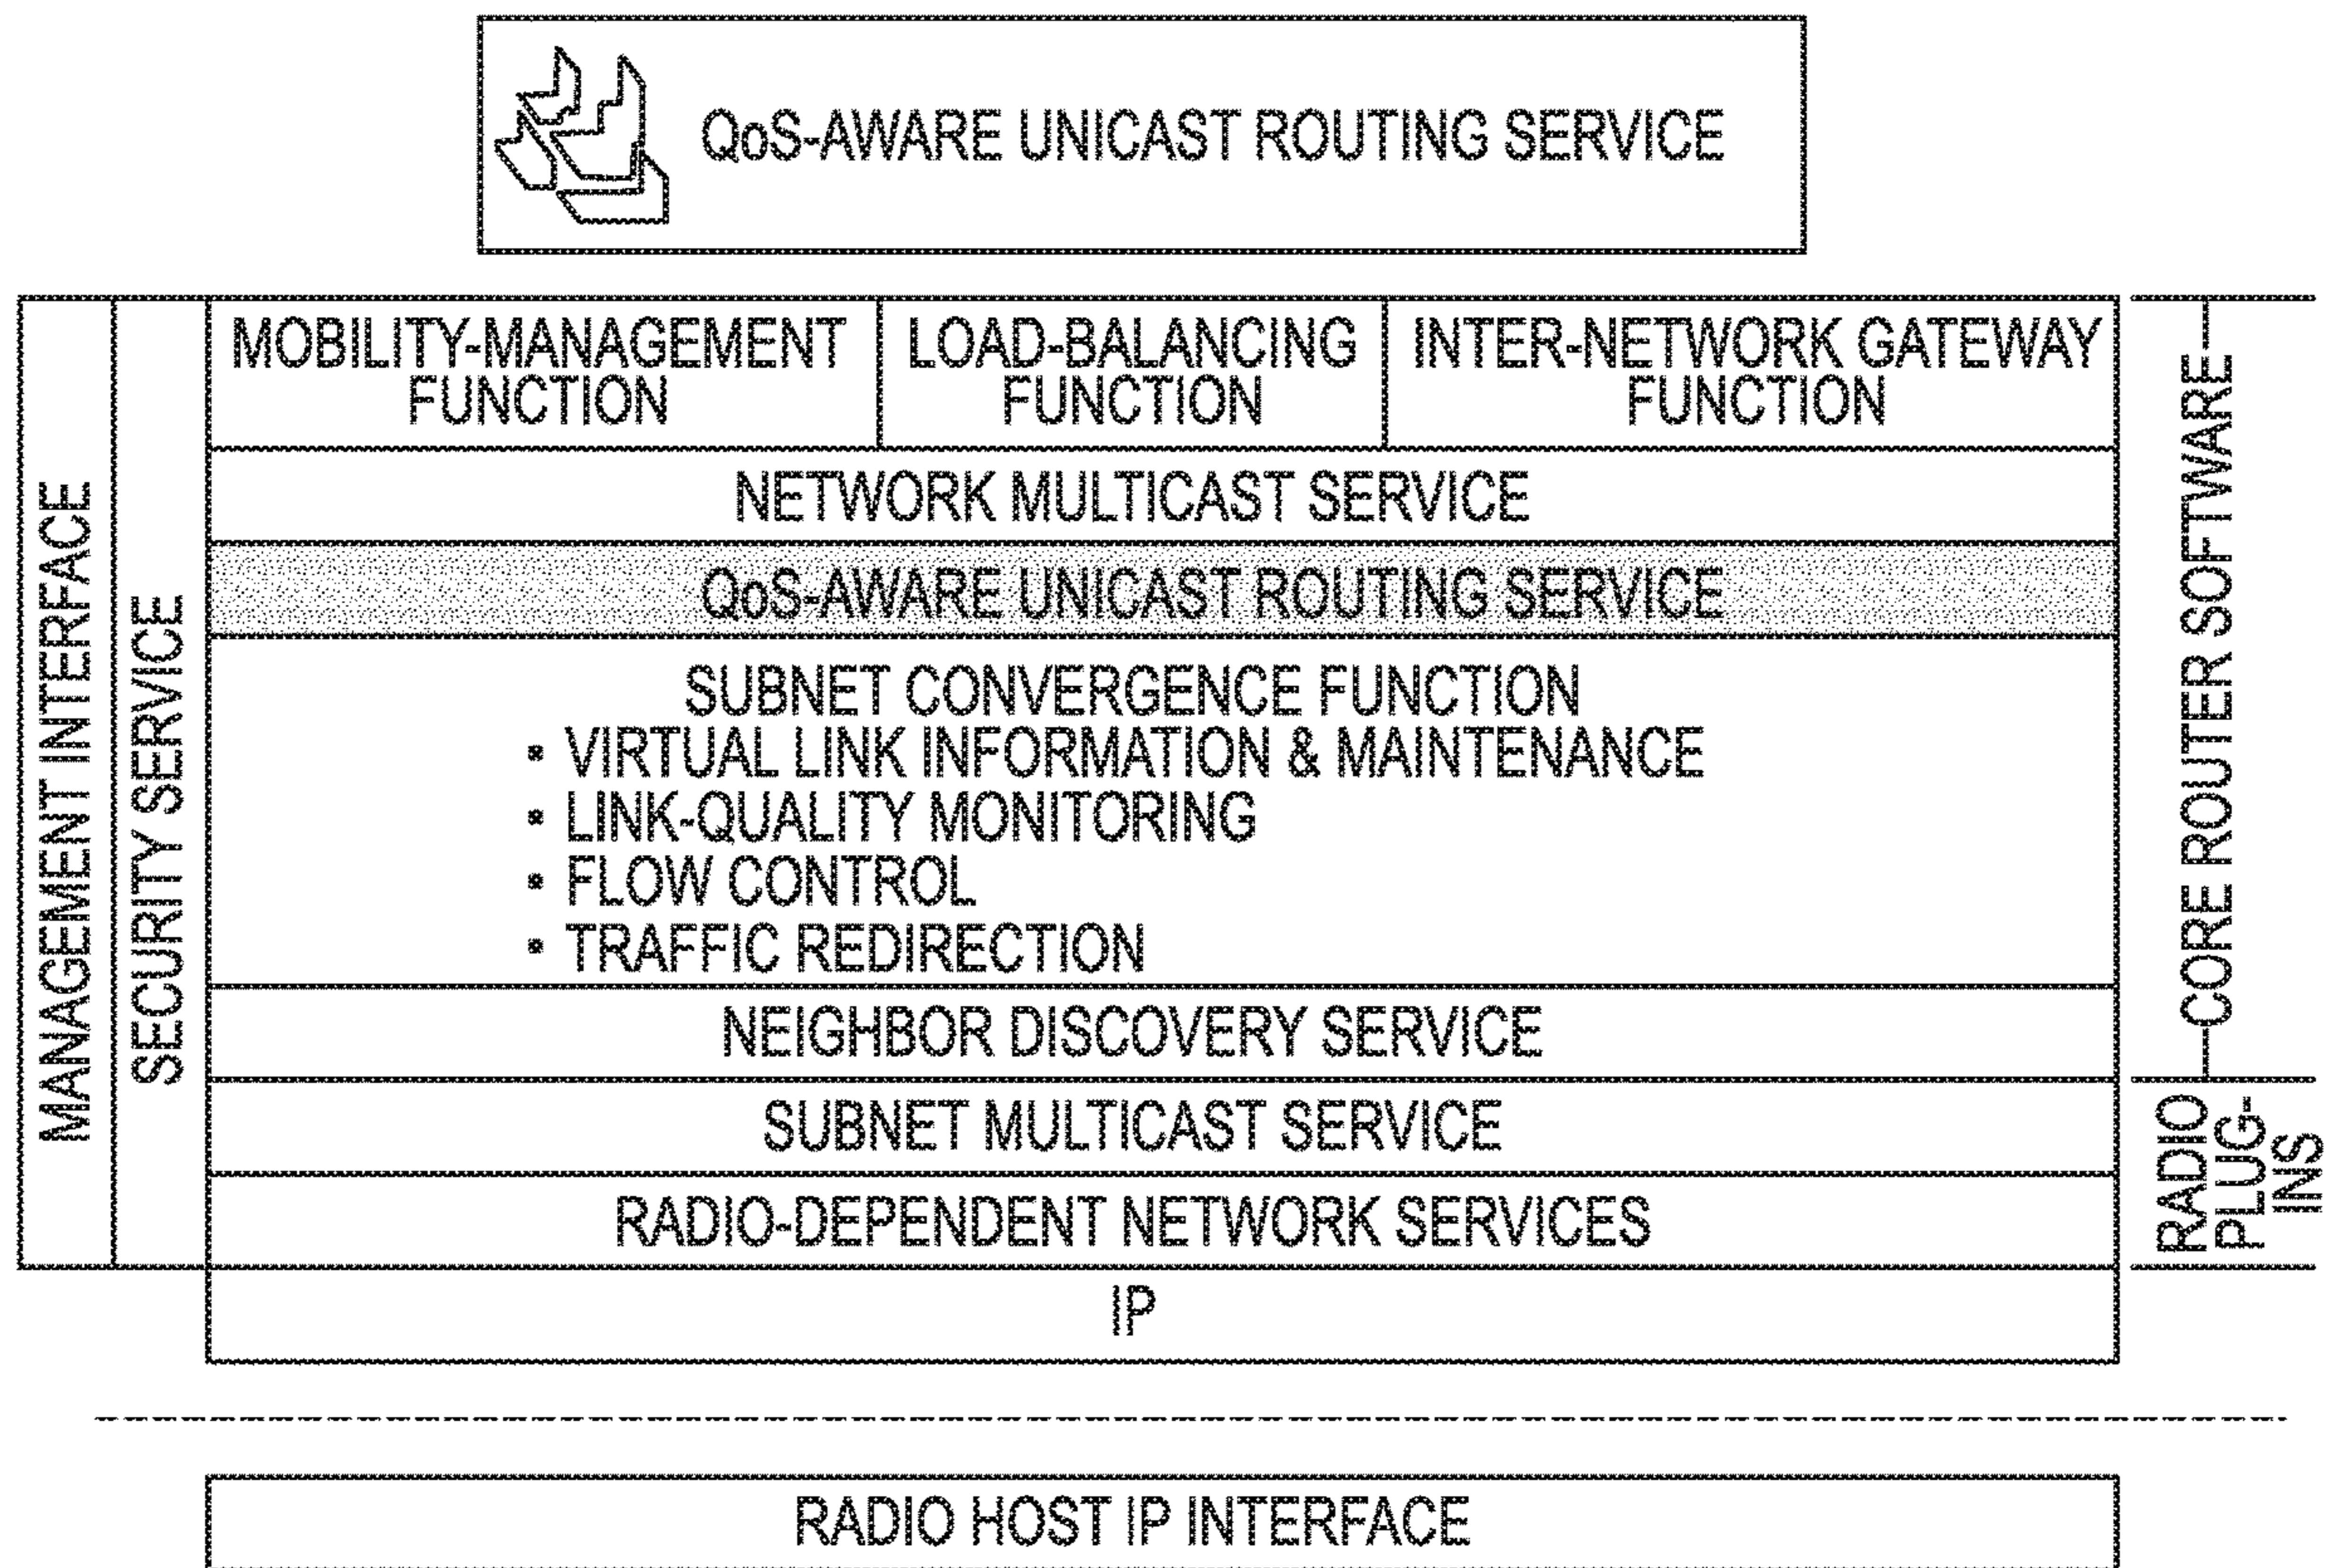 QoS-AWARE UNICAST ROUTING SERVICE
MANAGEMENT INTERFACE
SECURITY SERVICE
MOBILITY-MANAGEMENT
FUNCTION
LOAD-BALANCING
FUNCTION
INTER-NETWORK GATEWAY
FUNCTION
NETWORK MULTICAST SERVICE
QoS-AWARE UNICAST ROUTING SERVICE
SUBNET CONVERGENCE FUNCTION
▪ VIRTUAL LINK INFORMATION & MAINTENANCE
▪ LINK-QUALITY MONITORING
▪ FLOW CONTROL
▪ TRAFFIC REDIRECTION
NEIGHBOR DISCOVERY SERVICE
SUBNET MULTICAST SERVICE
RADIO-DEPENDENT NETWORK SERVICES
IP
CORE ROUTER SOFTWARE
RADIO
PLUG-
INS
RADIO HOST IP INTERFACE